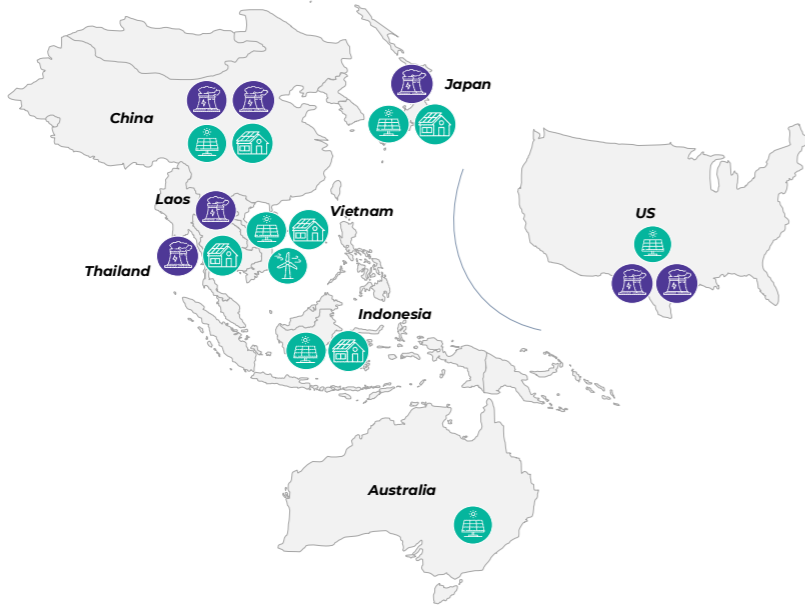 Japan
China
Laos
Vietnam
US
Thailand
Indonesia
Australia